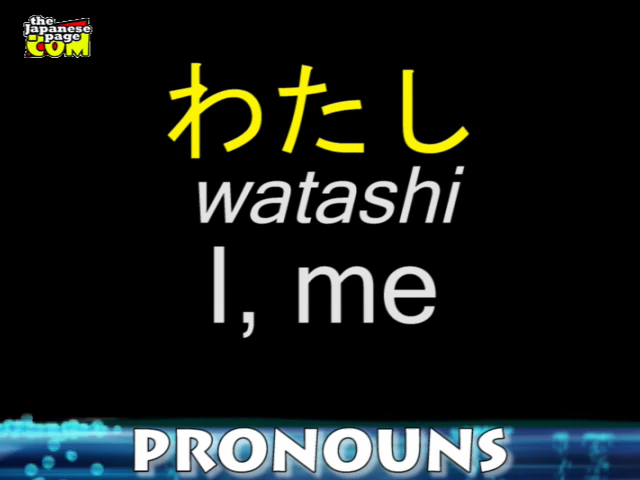 the
Japanese
page
.COM
わたし
watashi
I, me
PRONOUNS